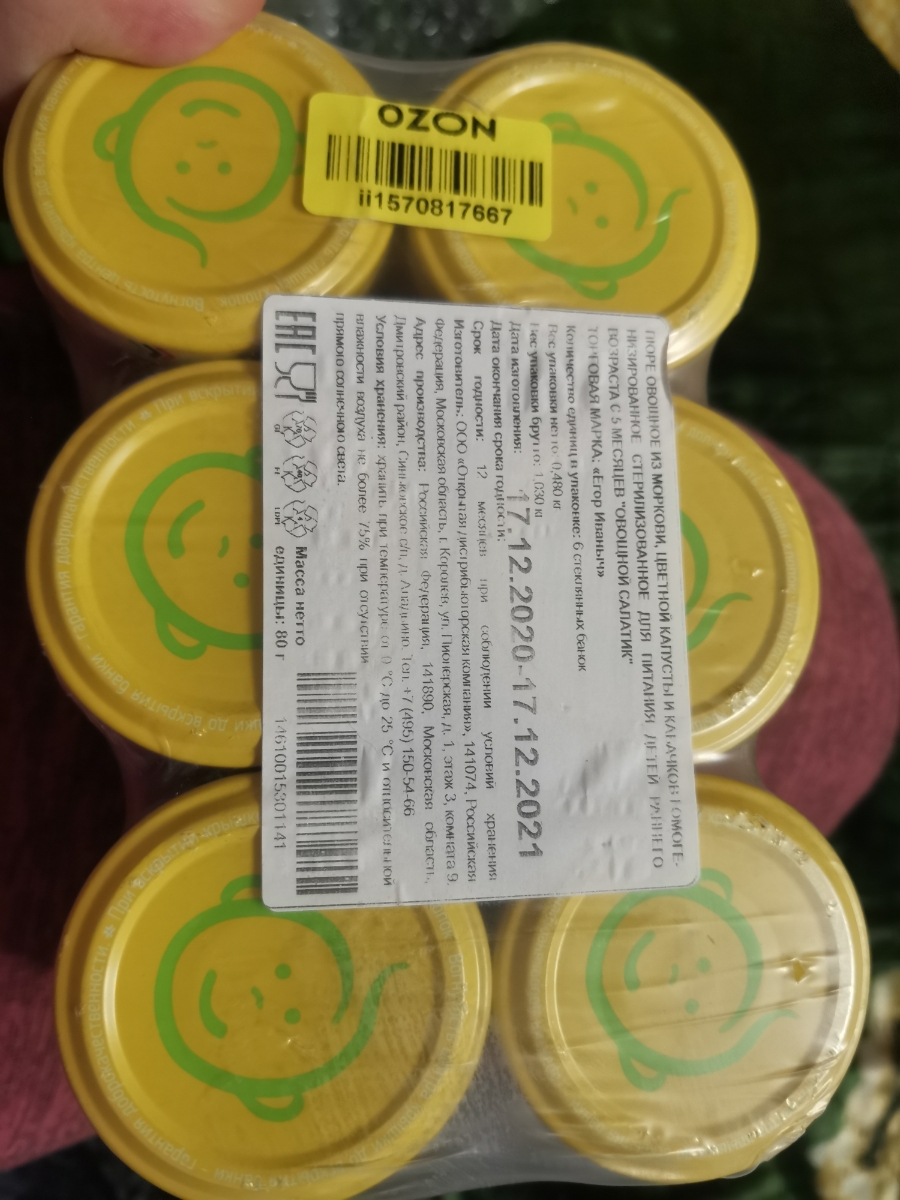 OZON
ii1570817667
ПЮРЕ ОВОЩНОЕ ИЗ МОРКОВИ, ЦВЕТНОЙ КАПУСТЫ И КАБАЧКОВ ГОМОГЕ-
НИЗИРОВАННОЕ СТЕРИЛИЗОВАННОЕ ДЛЯ ПИТАНИЯ ДЕТЕЙ РАННЕГО
ВОЗРАСТА С 5 МЕСЯЦЕВ "ОВОЩНОЙ САЛАТИК"
ТОРГОВАЯ МАРКА: «Егор Иваныч»
Количество единиц в упаковке: 6 стеклянных банок
Вес упаковки нетто: 0,480 кг
Вес упаковки брутто: 1,030 кг
Дата изготовления: 17.12.2020-17.12.2021
Дата окончания срока годности:
Срок годности: 12 месяцев при соблюдении условий хранения
Изготовитель: ООО «Открытая дистрибьюторская компания», 141074, Российская
Федерация, Московская область, г. Королев, ул. Пионерская, д. 1, этаж 3, комната 9.
Адрес производства: Российская Федерация, 141890, Московская область,
Дмитровский район, с/п, д. Тел. +7 (495) 150-54-66
Условия хранения: хранить при температуре от 0 °С до 25 °С и относительной
влажности воздуха не более 75% при отсутствии
прямого солнечного света.
EAC
Масса нетто
единицы: 80 г
14610015301141